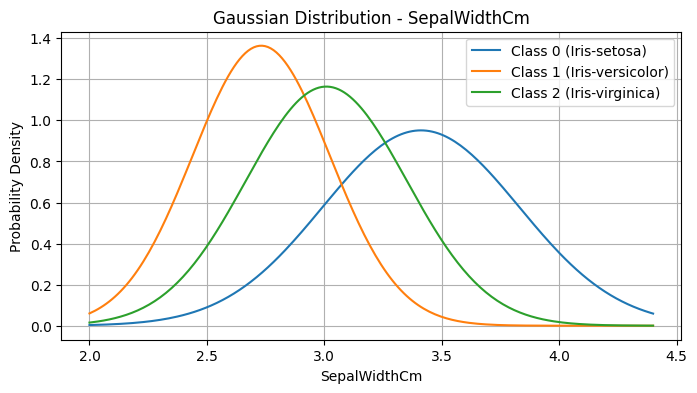 Gaussian Distribution - SepalWidthCm
Probability Density
1.4
1.2
1.0
0.8
0.6
0.4
0.2
0.0
Class 0 (Iris-setosa)
Class 1 (Iris-versicolor)
Class 2 (Iris-virginica)
2.0 2.5 3.0 3.5 4.0 4.5
SepalWidthCm